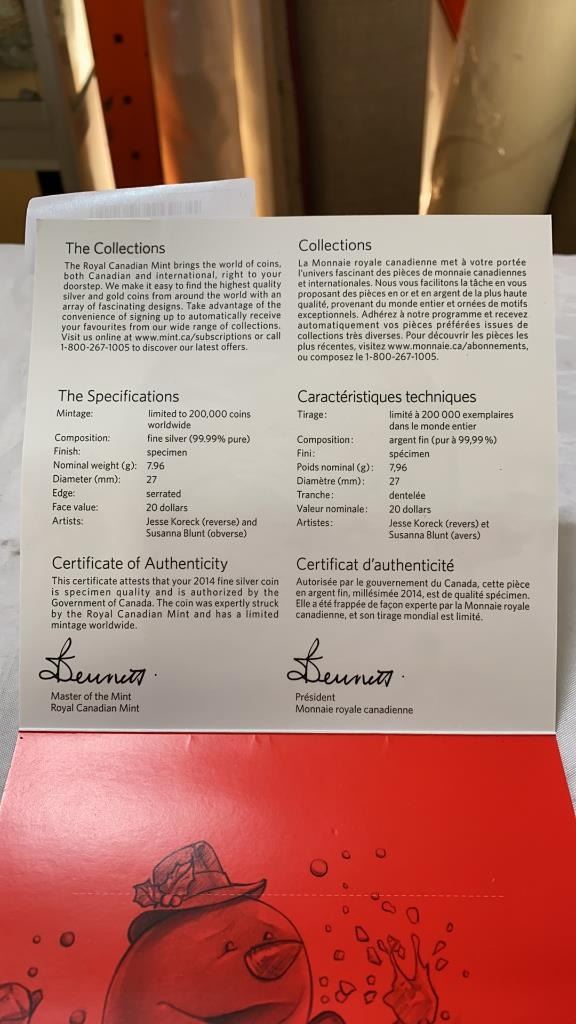 The Collections
The Royal Canadian Mint brings the world of coins,
both Canadian and international, right to your
doorstep. We make it easy to find the highest quality
silver and gold coins from around the world with an
array of fascinating designs. Take advantage of the
convenience of signing up to automatically receive
your favourites from our wide range of collections.
Visit us online at www.mint.ca/subscriptions or call
1-800-267-1005 to discover our latest offers.
Collections
La Monnaie royale canadienne met à votre portée
l'univers fascinant des pièces de monnaie canadiennes
et internationales. Nous vous facilitons la tâche en vous
proposant des pièces en or et en argent de la plus haute
qualité, provenant du monde entier et ornées de motifs
exceptionnels. Adhérez à notre programme et recevez
automatiquement vos pièces préférées issues de
collections très diverses. Pour découvrir les pièces les
plus récentes, visitez www.monnaie.ca/abonnements,
ou composez le 1-800-267-1005.
The Specifications
Mintage: limited to 200,000 coins
worldwide
Composition: fine silver (99.99% pure)
Finish: specimen
Nominal weight (g): 7.96
Diameter (mm): 27
Edge: serrated
Face value: 20 dollars
Artists: Jesse Koreck (reverse) and
Susanna Blunt (obverse)
Caractéristiques techniques
Tirage: limité à 200 000 exemplaires
dans le monde entier
Composition: argent fin (pur à 99,99 %)
Fini: spécimen
Poids nominal (g): 7,96
Diamètre (mm): 27
Tranche: dentelée
Valeur nominale: 20 dollars
Artistes: Jesse Koreck (revers) et
Susanna Blunt (avers)
Certificate of Authenticity
This certificate attests that your 2014 fine silver coin
is specimen quality and is authorized by the
Government of Canada. The coin was expertly struck
by the Royal Canadian Mint and has a limited
mintage worldwide.
Bennett
Master of the Mint
Royal Canadian Mint
Certificat d'authenticité
Autorisée par le gouvernement du Canada, cette pièce
en argent fin, millésimée 2014, est de qualité spécimen.
Elle a été frappée de façon experte par la Monnaie royale
canadienne, et son tirage mondial est limité.
Bennett
Président
Monnaie royale canadienne